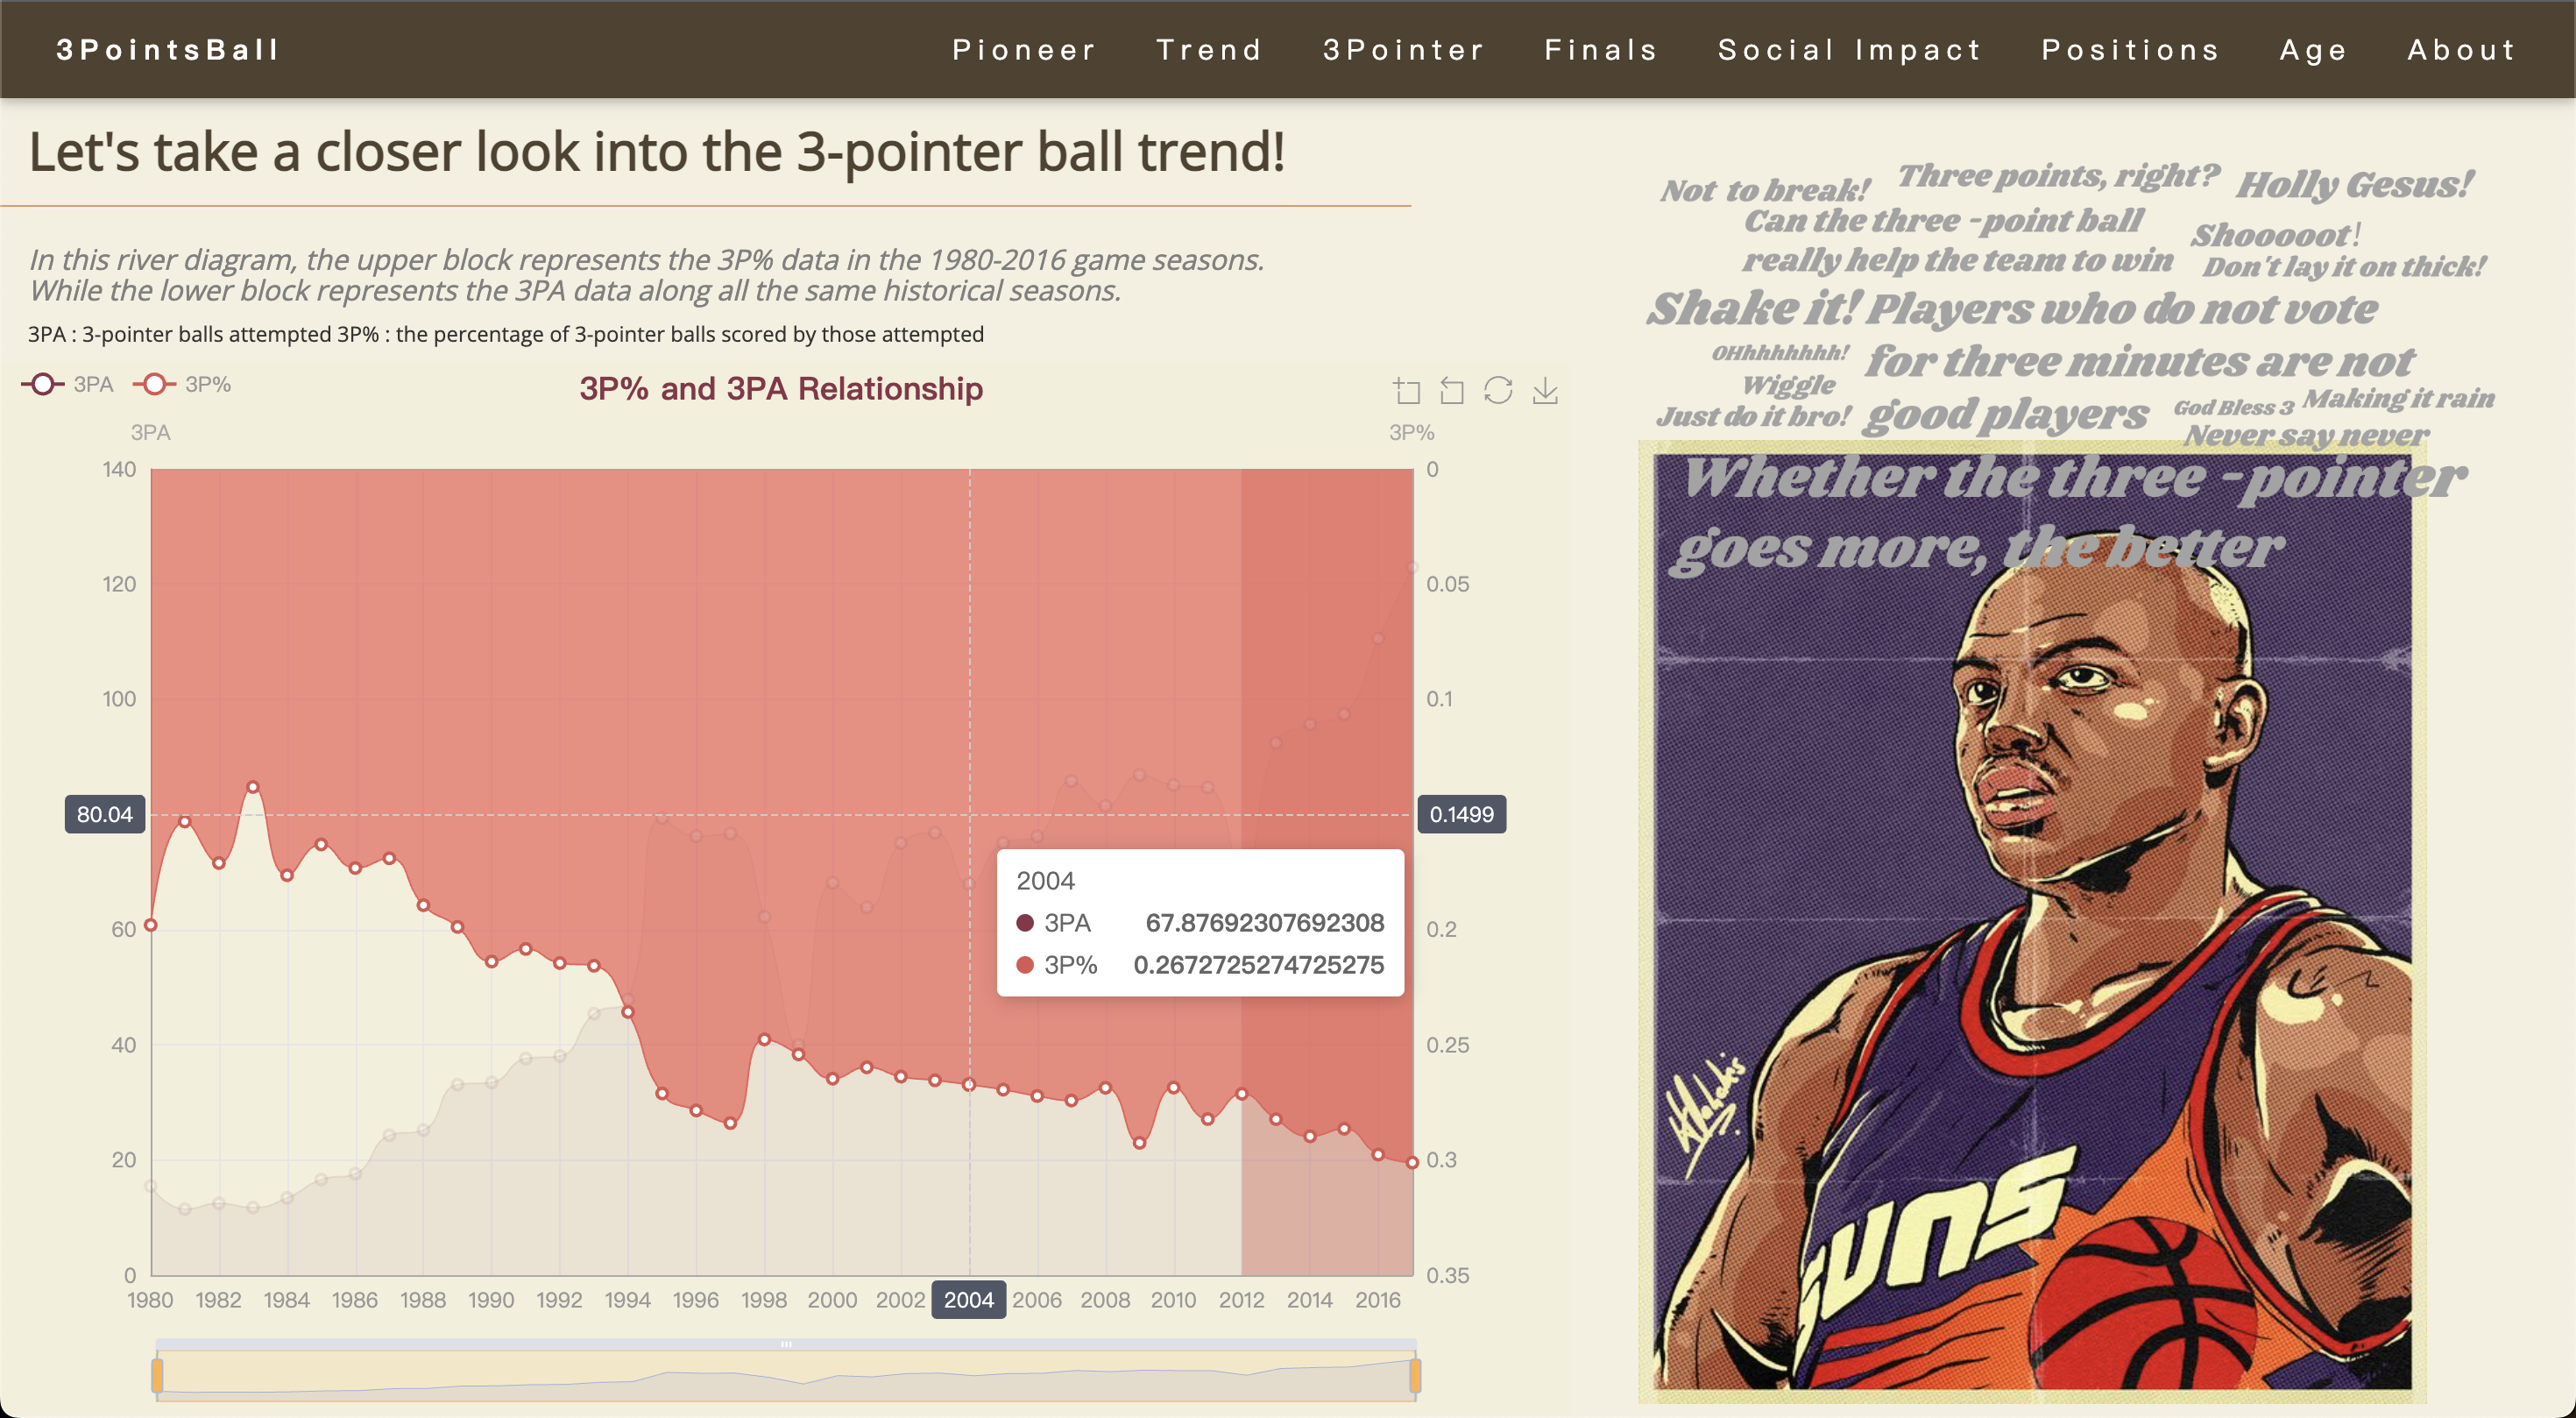 3PointsBall
Pioneer Trend 3Pointer Finals Social Impact Positions Age About
Let's take a closer look into the 3-pointer ball trend!
In this river diagram, the upper block represents the 3P% data in the 1980-2016 game seasons.
While the lower block represents the 3PA data along all the same historical seasons.
3PA : 3-pointer balls attempted 3P% : the percentage of 3-pointer balls scored by those attempted
3PA 3P%
3P% and 3PA Relationship
3PA
3P%
140
120
100
80.04
60
40
20
0
0
0.05
0.1
0.1499
0.2
0.25
0.3
0.35
2004
3PA 67.87692307692308
3P% 0.2672725274725275
1980 1982 1984 1986 1988 1990 1992 1994 1996 1998 2000 2002 2004 2006 2008 2010 2012 2014 2016
Not to break!
Three points, right?
Holly Gesus!
Can the three -point ball
really help the team to win
Shooooot!
Don't lay it on thick!
Shake it!
Players who do not vote
for three minutes are not
good players
OHhhhhhhh!
Wiggle
Just do it bro!
God Bless 3
Making it rain
Never say never
Whether the three -pointer
goes more, the better
SUNS